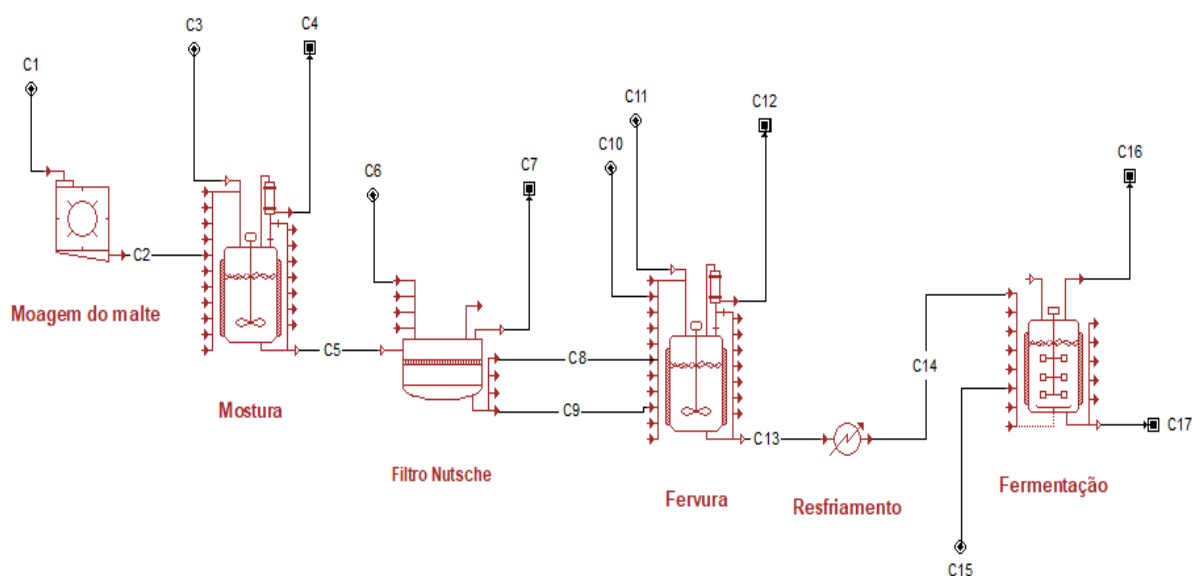 C3
C4
C1
C11
C12
C10
C6
C7
C16
C2
Moagem do malte
C5
C8
C9
C14
Mostura
C13
C17
Filtro Nutsche
Fervura
Resfriamento
Fermentação
C15